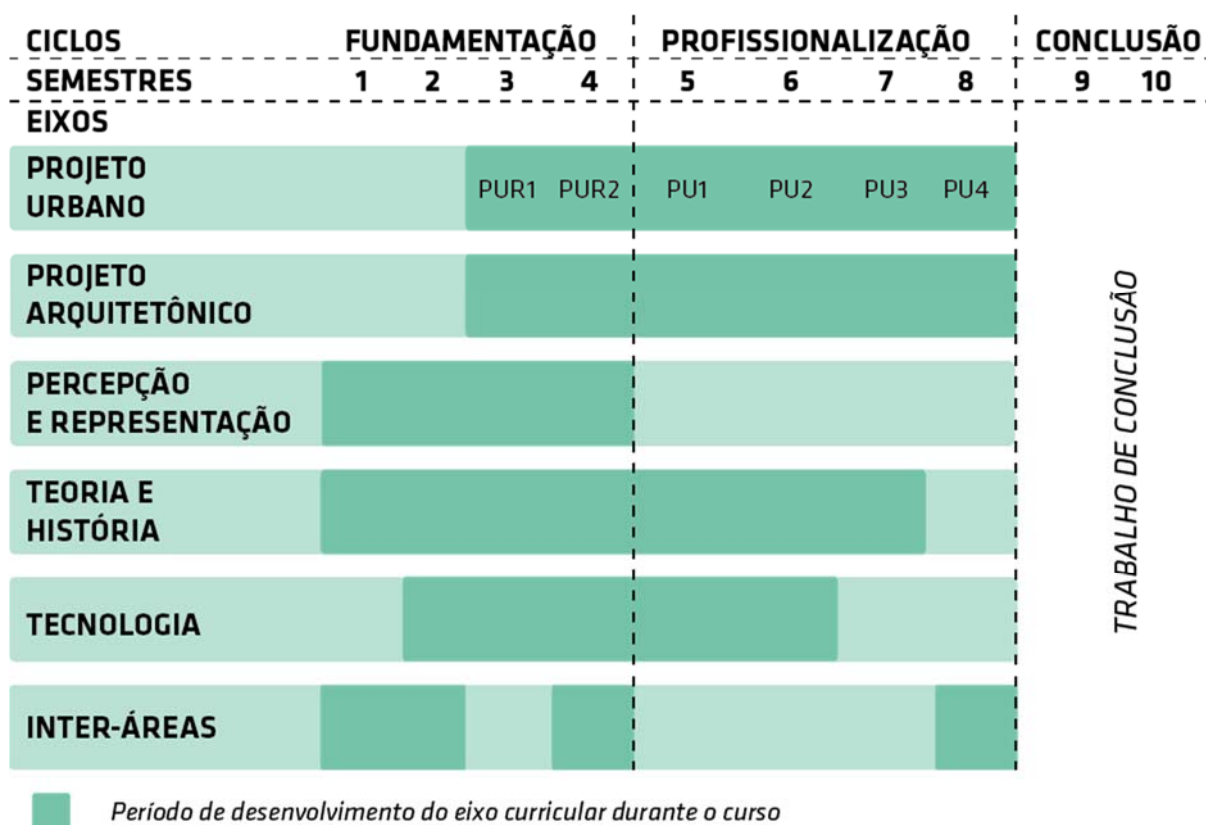 CICLOS FUNDAMENTAÇÃO PROFISSIONALIZAÇÃO CONCLUSÃO
SEMESTRES 1 2 3 4 5 6 7 8 9 10
EIXOS
PROJETO
URBANO
PUR1 PUR2 PU1 PU2 PU3 PU4
PROJETO
ARQUITETÔNICO
PERCEPÇÃO
E REPRESENTAÇÃO
TEORIA E
HISTÓRIA
TECNOLOGIA
INTER-ÁREAS
TRABALHO DE CONCLUSÃO
Período de desenvolvimento do eixo curricular durante o curso